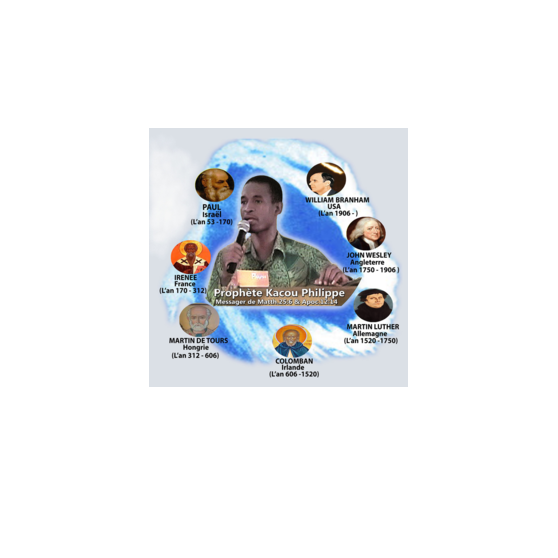 PAUL
Israël
(L'an 53 -170)
WILLIAM BRANHAM
USA
(L'an 1906 - )
JOHN WESLEY
Angleterre
(L'an 1750 - 1906 )
IRENEE
France
(L'an 170 - 312)
Prophète Kacou Philippe
Messager de Matth.25:6 & Apoc.12:14
MARTIN LUTHER
Allemagne
(L'an 1520 -1750)
MARTIN DE TOURS
Hongrie
(L'an 312 - 606)
COLOMBAN
Irlande
(L'an 606 -1520)